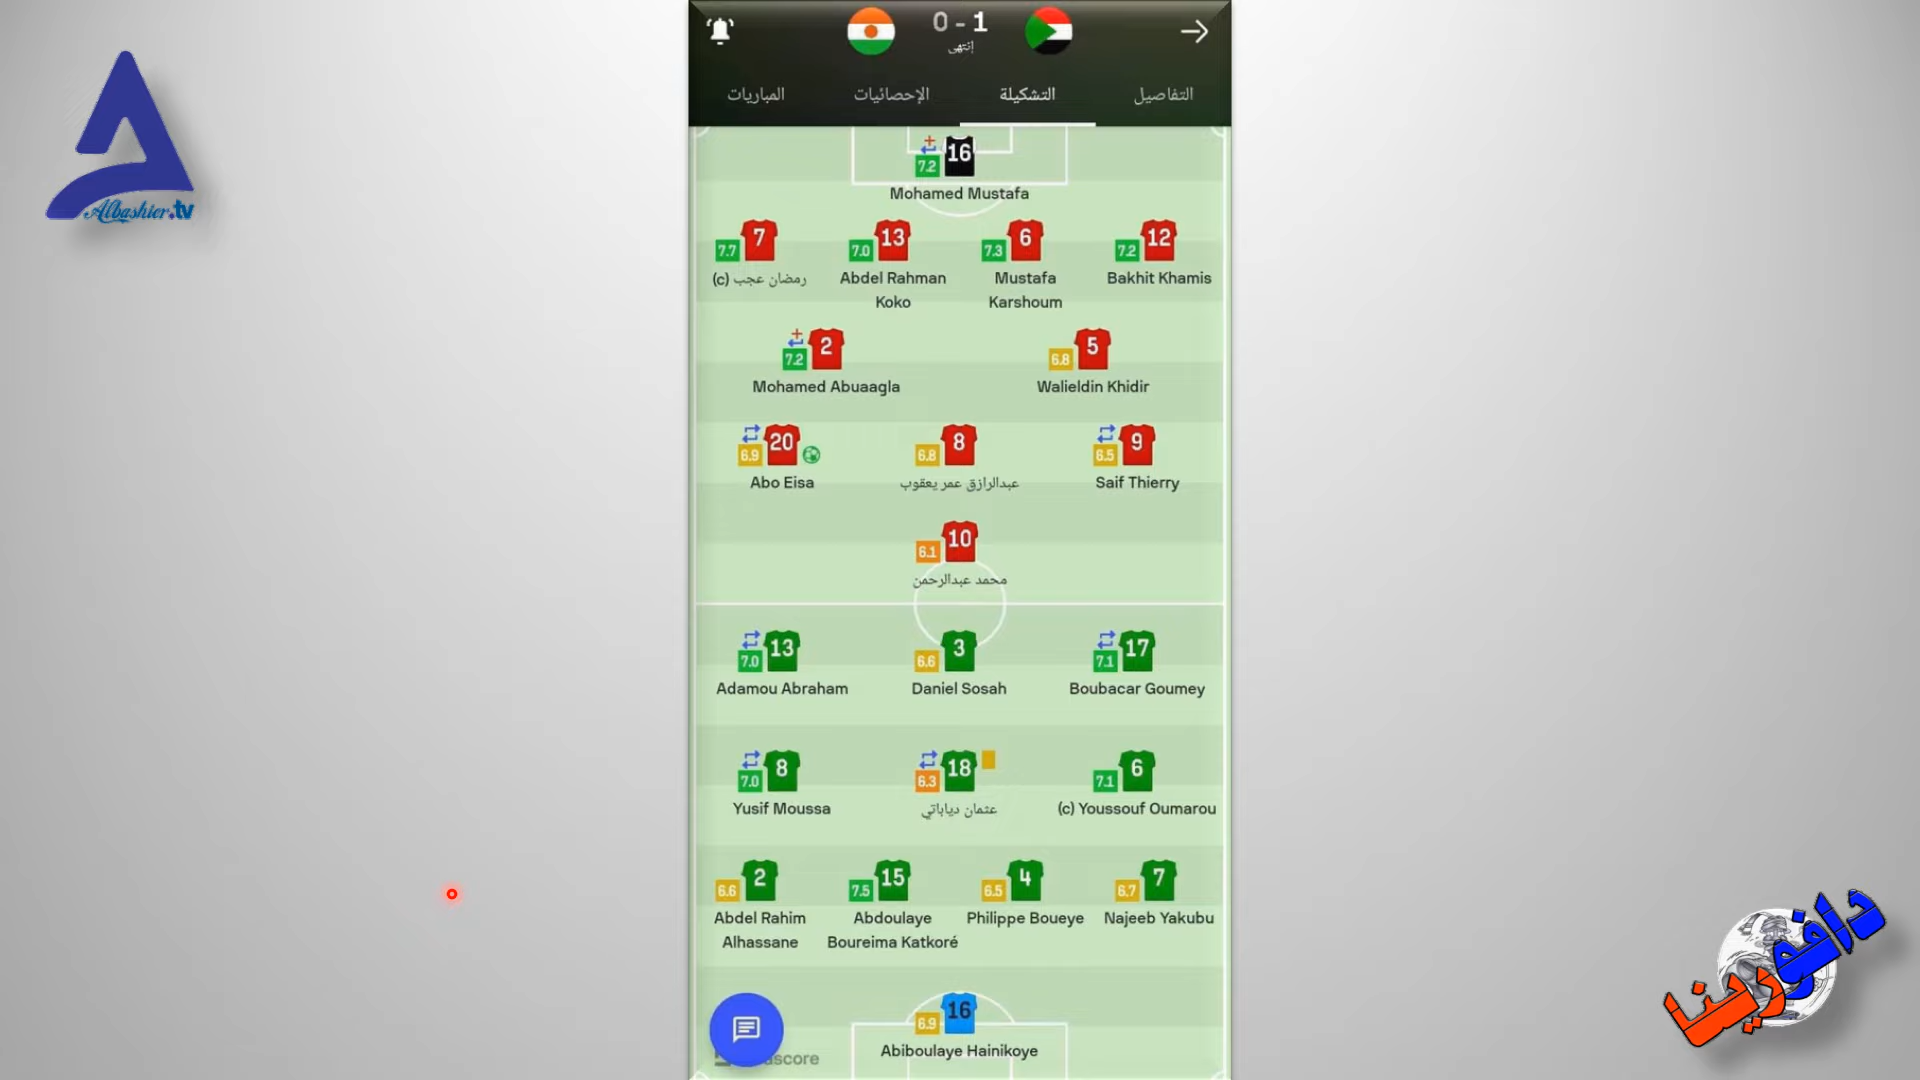 0 - 1
إنتهى
التفاصيل
التشكيلة
الإحصائيات
المباريات
Albashier.tv
16
7.2
Mohamed Mustafa
7 13 6 12
7.7 7.0 7.3 7.2
رمضان عجب (c)
Abdel Rahman
Koko
Mustafa
Karshoum
Bakhit Khamis
2 5
7.2 6.8
Mohamed Abuaagla
Walieldin Khidir
20 8 9
6.9 6.8 6.5
Abo Eisa
عبدالرازق عمر يعقوب
Saif Thierry
10
6.1
محمد عبدالرحمن
13 3 17
7.0 6.6 7.1
Adamou Abraham
Daniel Sosah
Boubacar Goumey
8 18 6
7.0 6.3 7.1
Yusif Moussa
عثمان دياباتي
(c) Youssouf Oumarou
2 15 4 7
6.6 7.5 6.5 6.7
Abdel Rahim
Alhassane
Abdoulaye
Boureima Katkoré
Philippe Boueye
Najeeb Yakubu
16
6.9
Abiboulaye Hainikoye
دافورينا